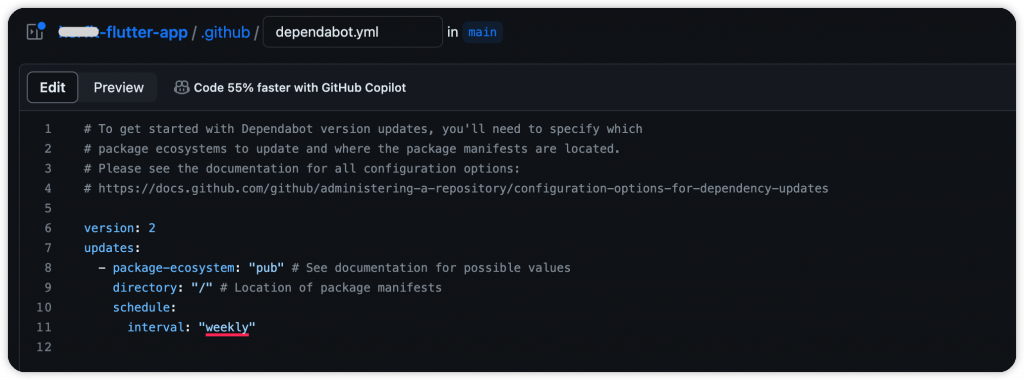 -flutter-app / .github / dependabot.yml in main
Edit Preview Code 55% faster with GitHub Copilot
1 # To get started with Dependabot version updates, you'll need to specify which
2 # package ecosystems to update and where the package manifests are located.
3 # Please see the documentation for all configuration options:
4 # https://docs.github.com/github/administering-a-repository/configuration-options-for-dependency-updates
5
6 version: 2
7 updates:
8   - package-ecosystem: "pub" # See documentation for possible values
9     directory: "/" # Location of package manifests
10     schedule:
11       interval: "weekly"
12